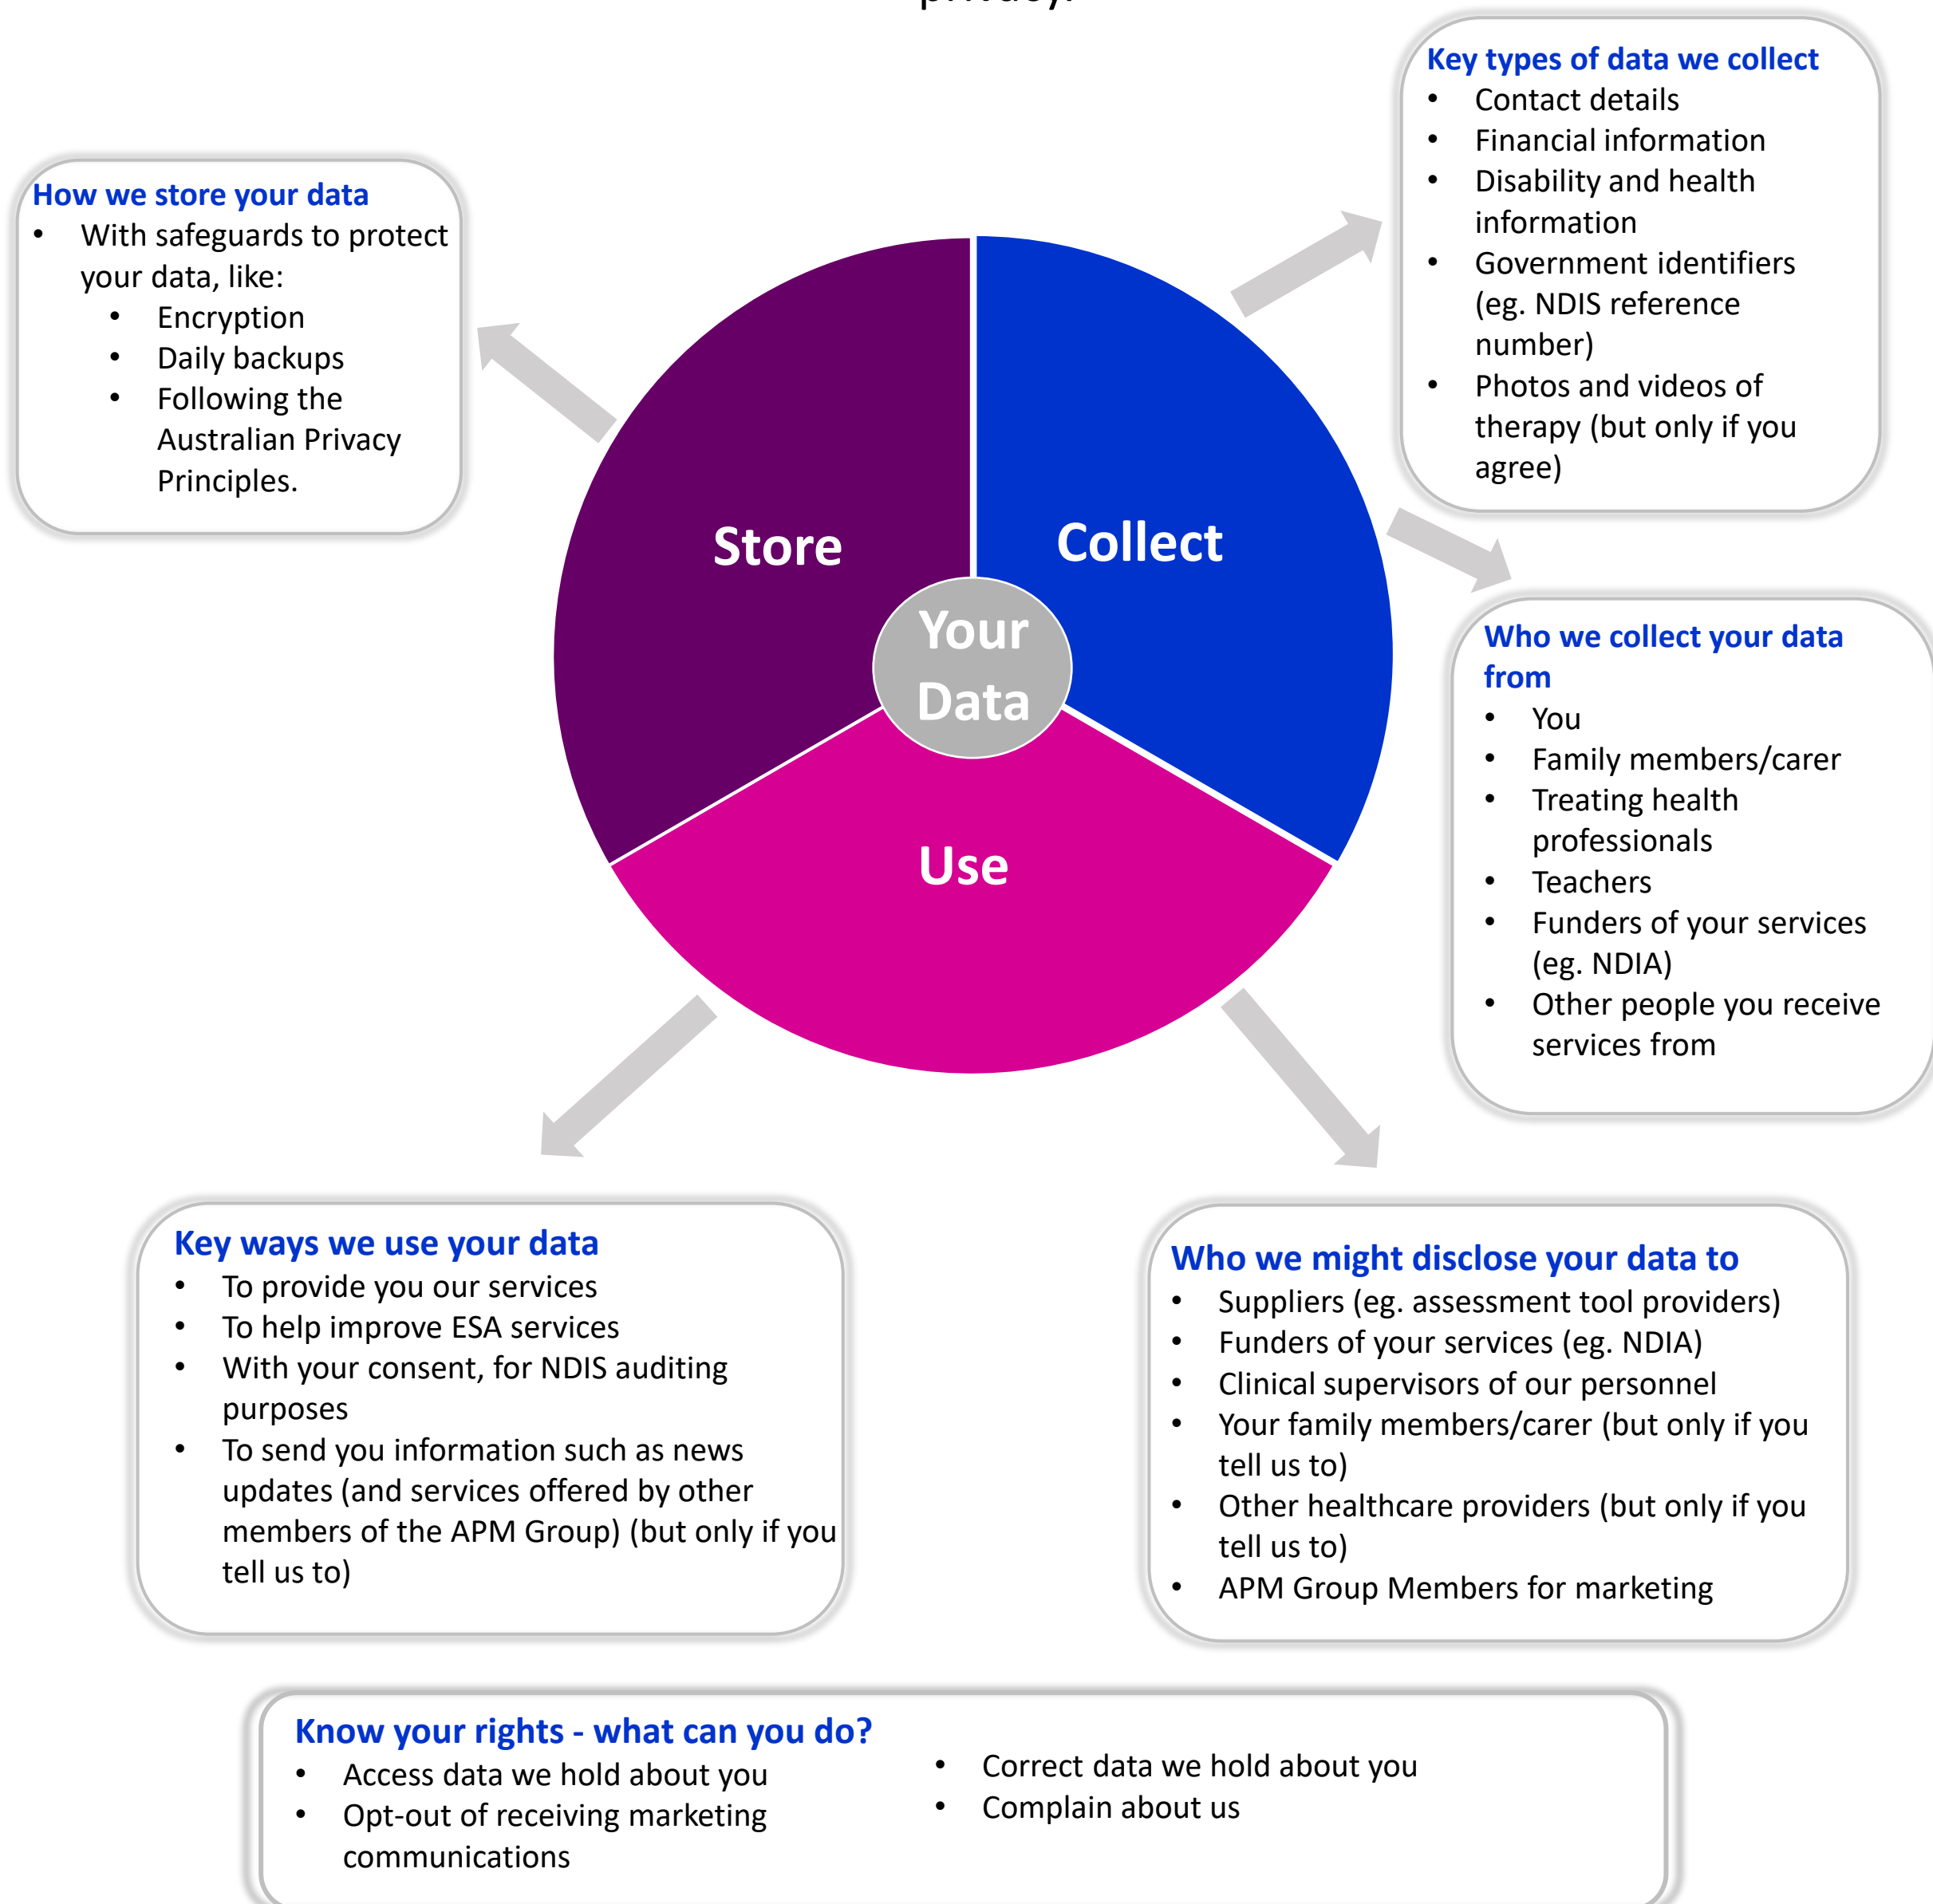 privacy.
Key types of data we collect
• Contact details
• Financial information
• Disability and health
information
• Government identifiers
(eg. NDIS reference
number)
• Photos and videos of
therapy (but only if you
agree)
How we store your data
• With safeguards to protect
your data, like:
• Encryption
• Daily backups
• Following the
Australian Privacy
Principles.
Store
Collect
Your
Data
Use
Who we collect your data
from
• You
• Family members/carer
• Treating health
professionals
• Teachers
• Funders of your services
(eg. NDIA)
• Other people you receive
services from
Key ways we use your data
• To provide you our services
• To help improve ESA services
• With your consent, for NDIS auditing
purposes
• To send you information such as news
updates (and services offered by other
members of the APM Group) (but only if you
tell us to)
Who we might disclose your data to
• Suppliers (eg. assessment tool providers)
• Funders of your services (eg. NDIA)
• Clinical supervisors of our personnel
• Your family members/carer (but only if you
tell us to)
• Other healthcare providers (but only if you
tell us to)
• APM Group Members for marketing
Know your rights - what can you do?
• Access data we hold about you
• Opt-out of receiving marketing
communications
• Correct data we hold about you
• Complain about us